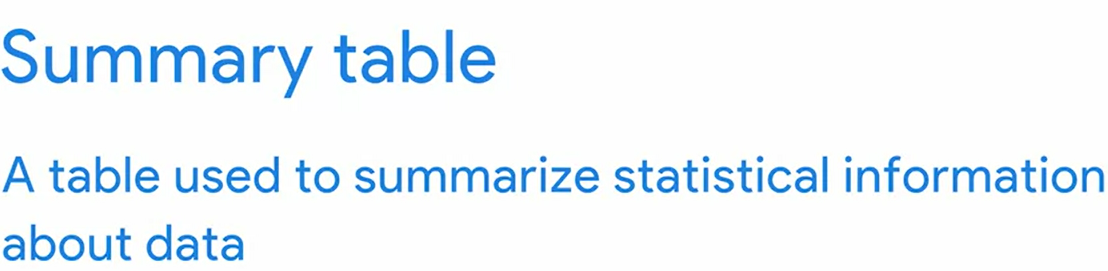 Summary table
A table used to summarize statistical information
about data